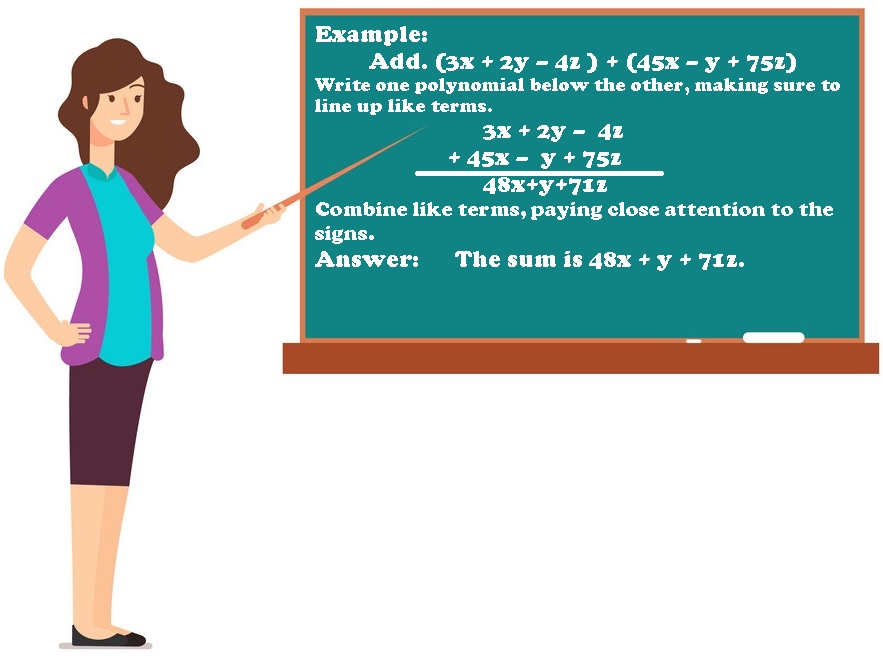 Example:
Add. (3x + 2y – 4z ) + (45x – y + 75z)
Write one polynomial below the other, making sure to
line up like terms.
3x + 2y – 4z
+ 45x – y + 75z
48x+y+71z
Combine like terms, paying close attention to the
signs.
Answer: The sum is 48x + y + 71z.